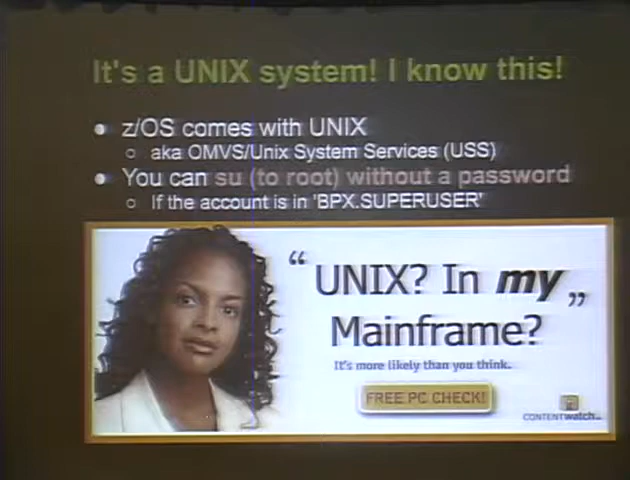 It's a UNIX system! I know this!
● z/OS comes with UNIX
○ aka OMVS/Unix System Services (USS)
● You can su (to root) without a password
○ If the account is in 'BPX.SUPERUSER'
“UNIX? In my
Mainframe?”
It's more likely than you think.
FREE PC CHECK!
CONTENTwatch